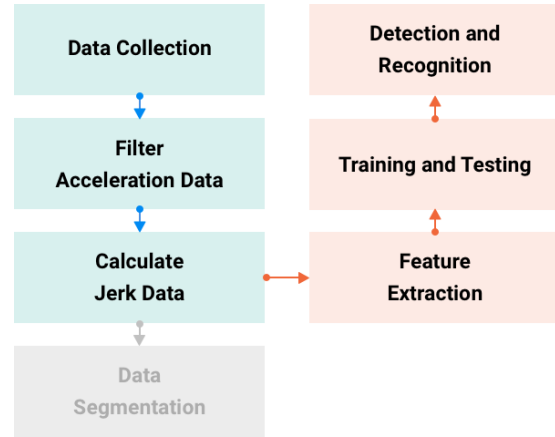 Data Collection
Filter
Acceleration Data
Calculate
Jerk Data
Data
Segmentation
Detection and
Recognition
Training and Testing
Feature
Extraction